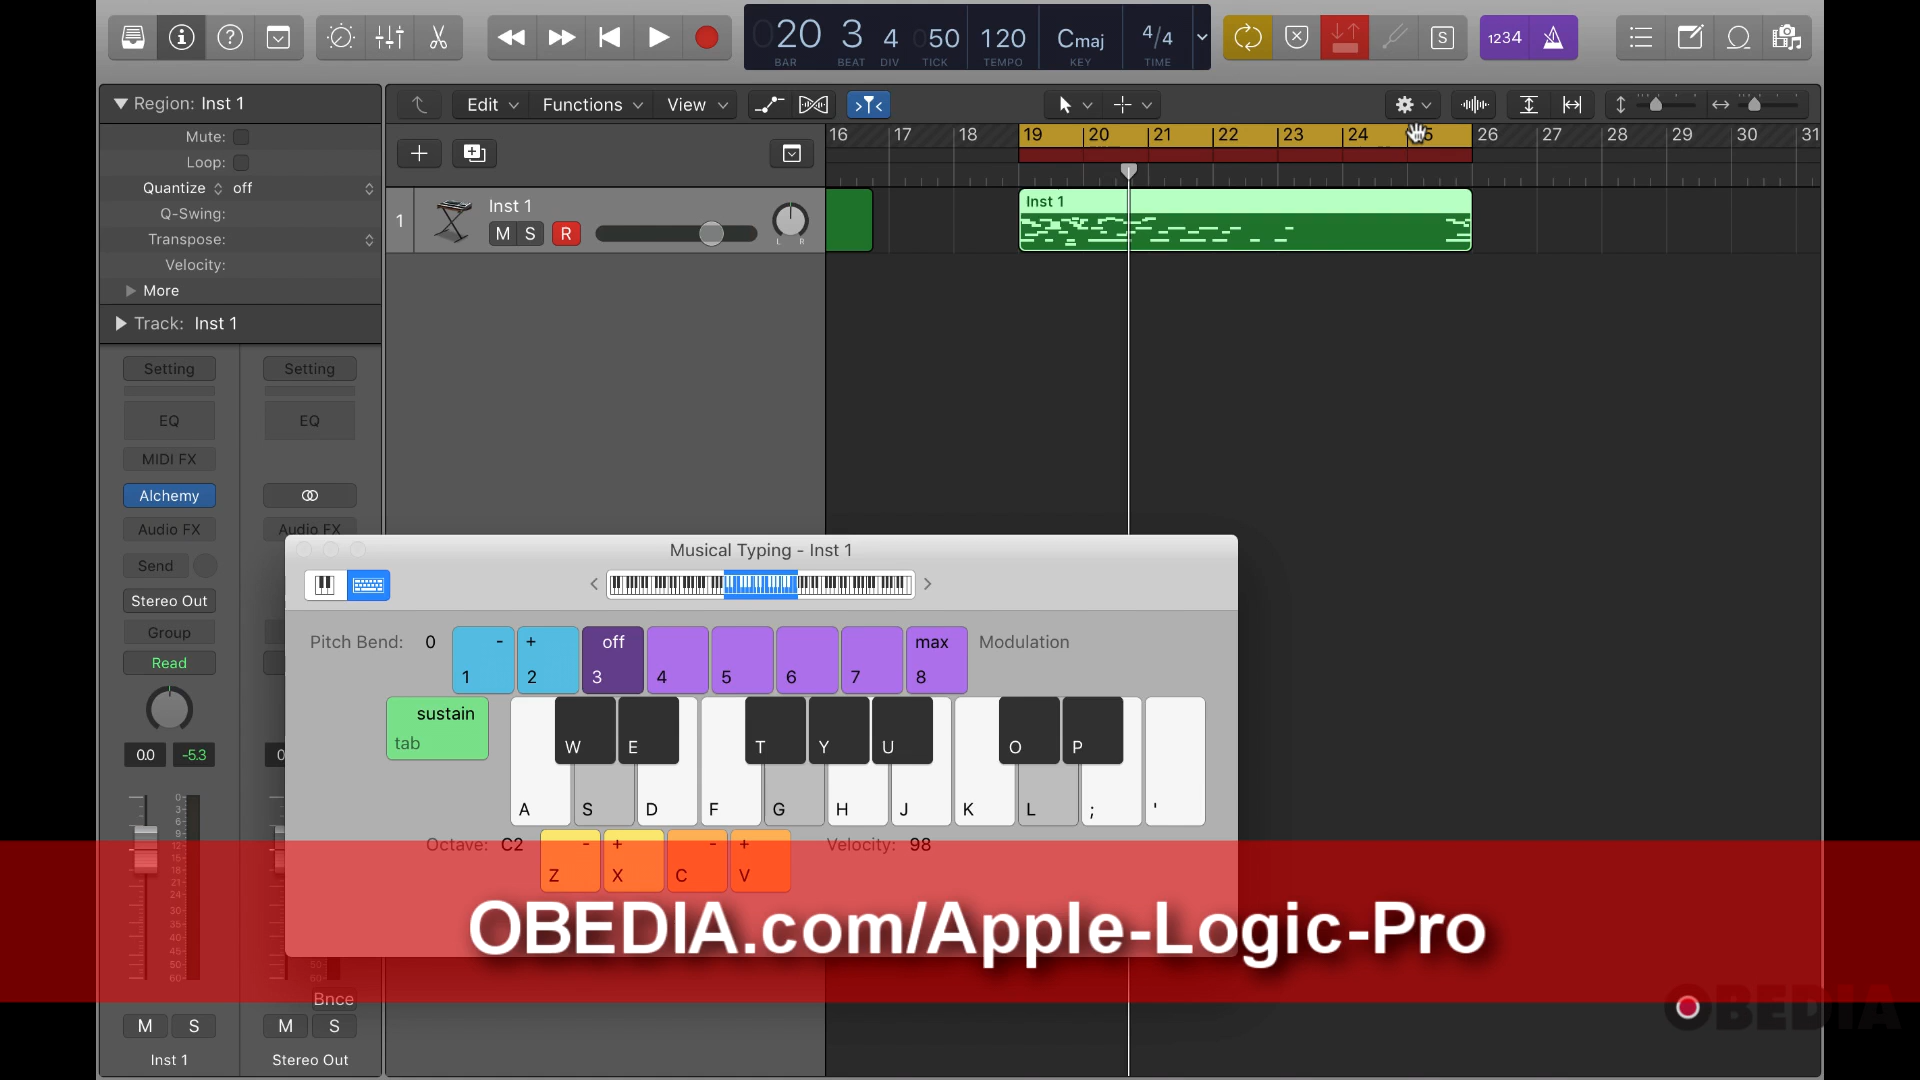 20 3 4 50 120 Cmaj 4/4
BAR BEAT DIV TICK TEMPO KEY TIME
1234
Region: Inst 1
Edit Functions View
Mute:
Loop:
Quantize off
Q-Swing:
Transpose:
Velocity:
More
Track: Inst 1
16 17 18 19 20 21 22 23 24 25 26 27 28 29 30 31
1
Inst 1
M S R
L R
Inst 1
Setting Setting
EQ EQ
MIDI FX
Alchemy
Audio FX Audio FX
Send
Stereo Out
Group
Read
0.0 -5.3 0
Musical Typing - Inst 1
Pitch Bend: 0
- + off max Modulation
1 2 3 4 5 6 7 8
sustain
tab
W E T Y U O P
A S D F G H J K L ; '
Octave: C2 - + - + Velocity: 98
Z X C V
OBEDIA.com/Apple-Logic-Pro
Bnce
M S M S
Inst 1 Stereo Out
OBEDIA